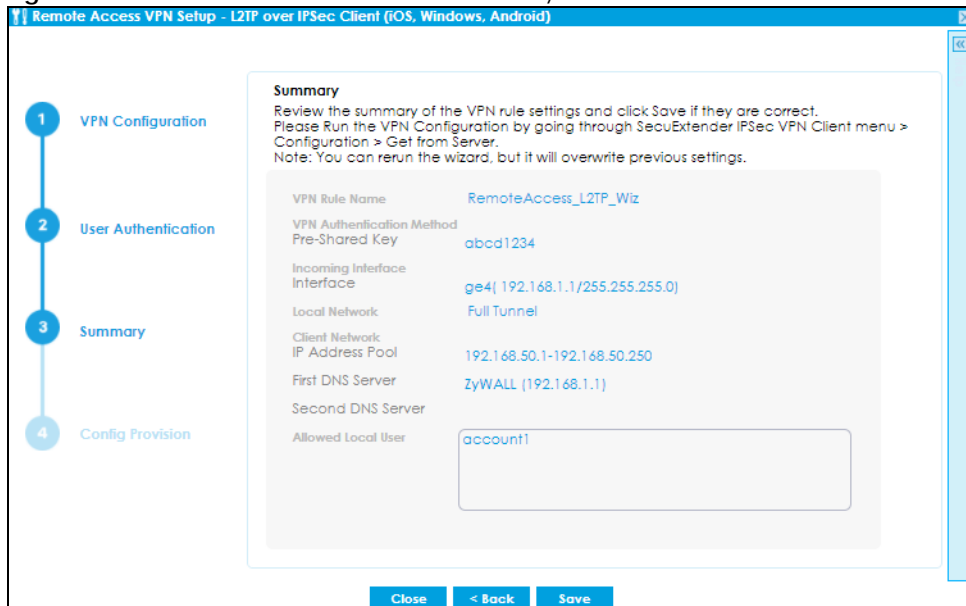 Remote Access VPN Setup - L2TP over IPSec Client (iOS, Windows, Android)
Summary
Review the summary of the VPN rule settings and click Save if they are correct.
Please Run the VPN Configuration by going through SecuExtender IPSec VPN Client menu >
Configuration > Get from Server.
Note: You can rerun the wizard, but it will overwrite previous settings.
1 VPN Configuration
2 User Authentication
3 Summary
4 Config Provision
VPN Rule Name RemoteAccess_L2TP_Wiz
VPN Authentication Method
Pre-Shared Key abcd1234
Incoming Interface
Interface ge4( 192.168.1.1/255.255.255.0)
Local Network Full Tunnel
Client Network
IP Address Pool 192.168.50.1-192.168.50.250
First DNS Server ZyWALL (192.168.1.1)
Second DNS Server
Allowed Local User account1
Close < Back Save